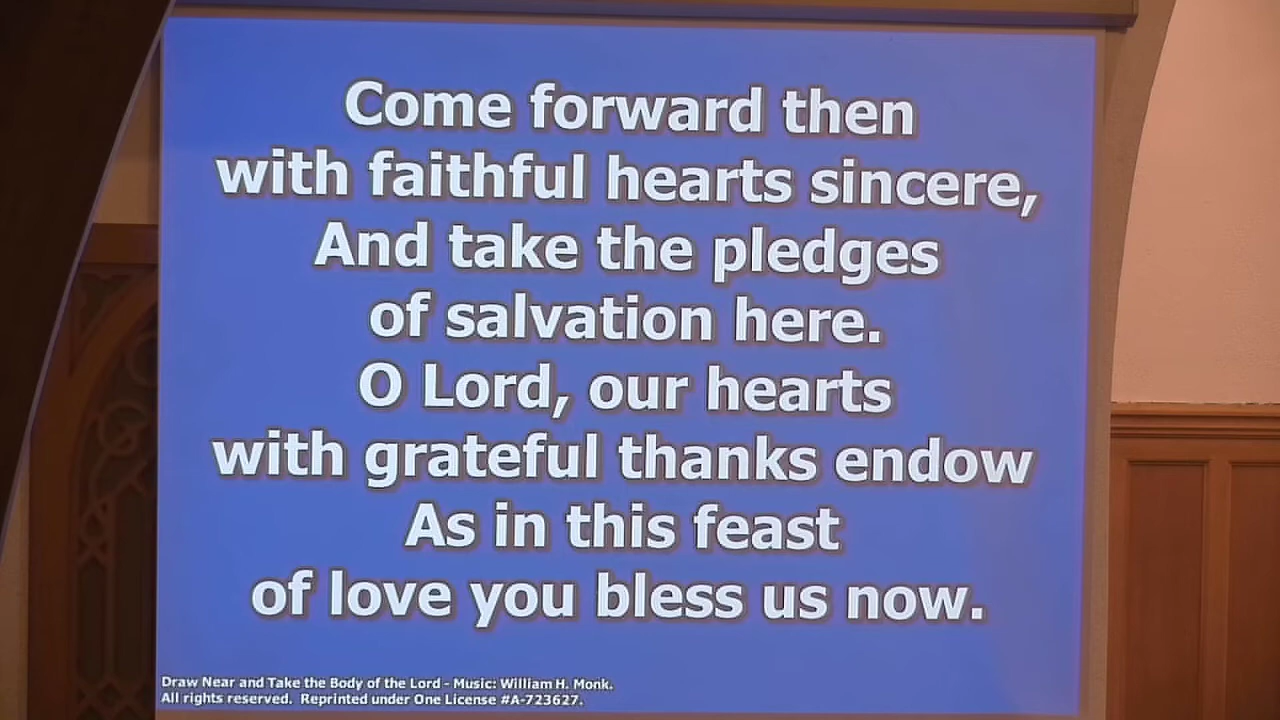 Come forward then
with faithful hearts sincere,
And take the pledges
of salvation here.
O Lord, our hearts
with grateful thanks endow
As in this feast
of love you bless us now.
Draw Near and Take the Body of the Lord - Music: William H. Monk.
All rights reserved.  Reprinted under One License #A-723627.